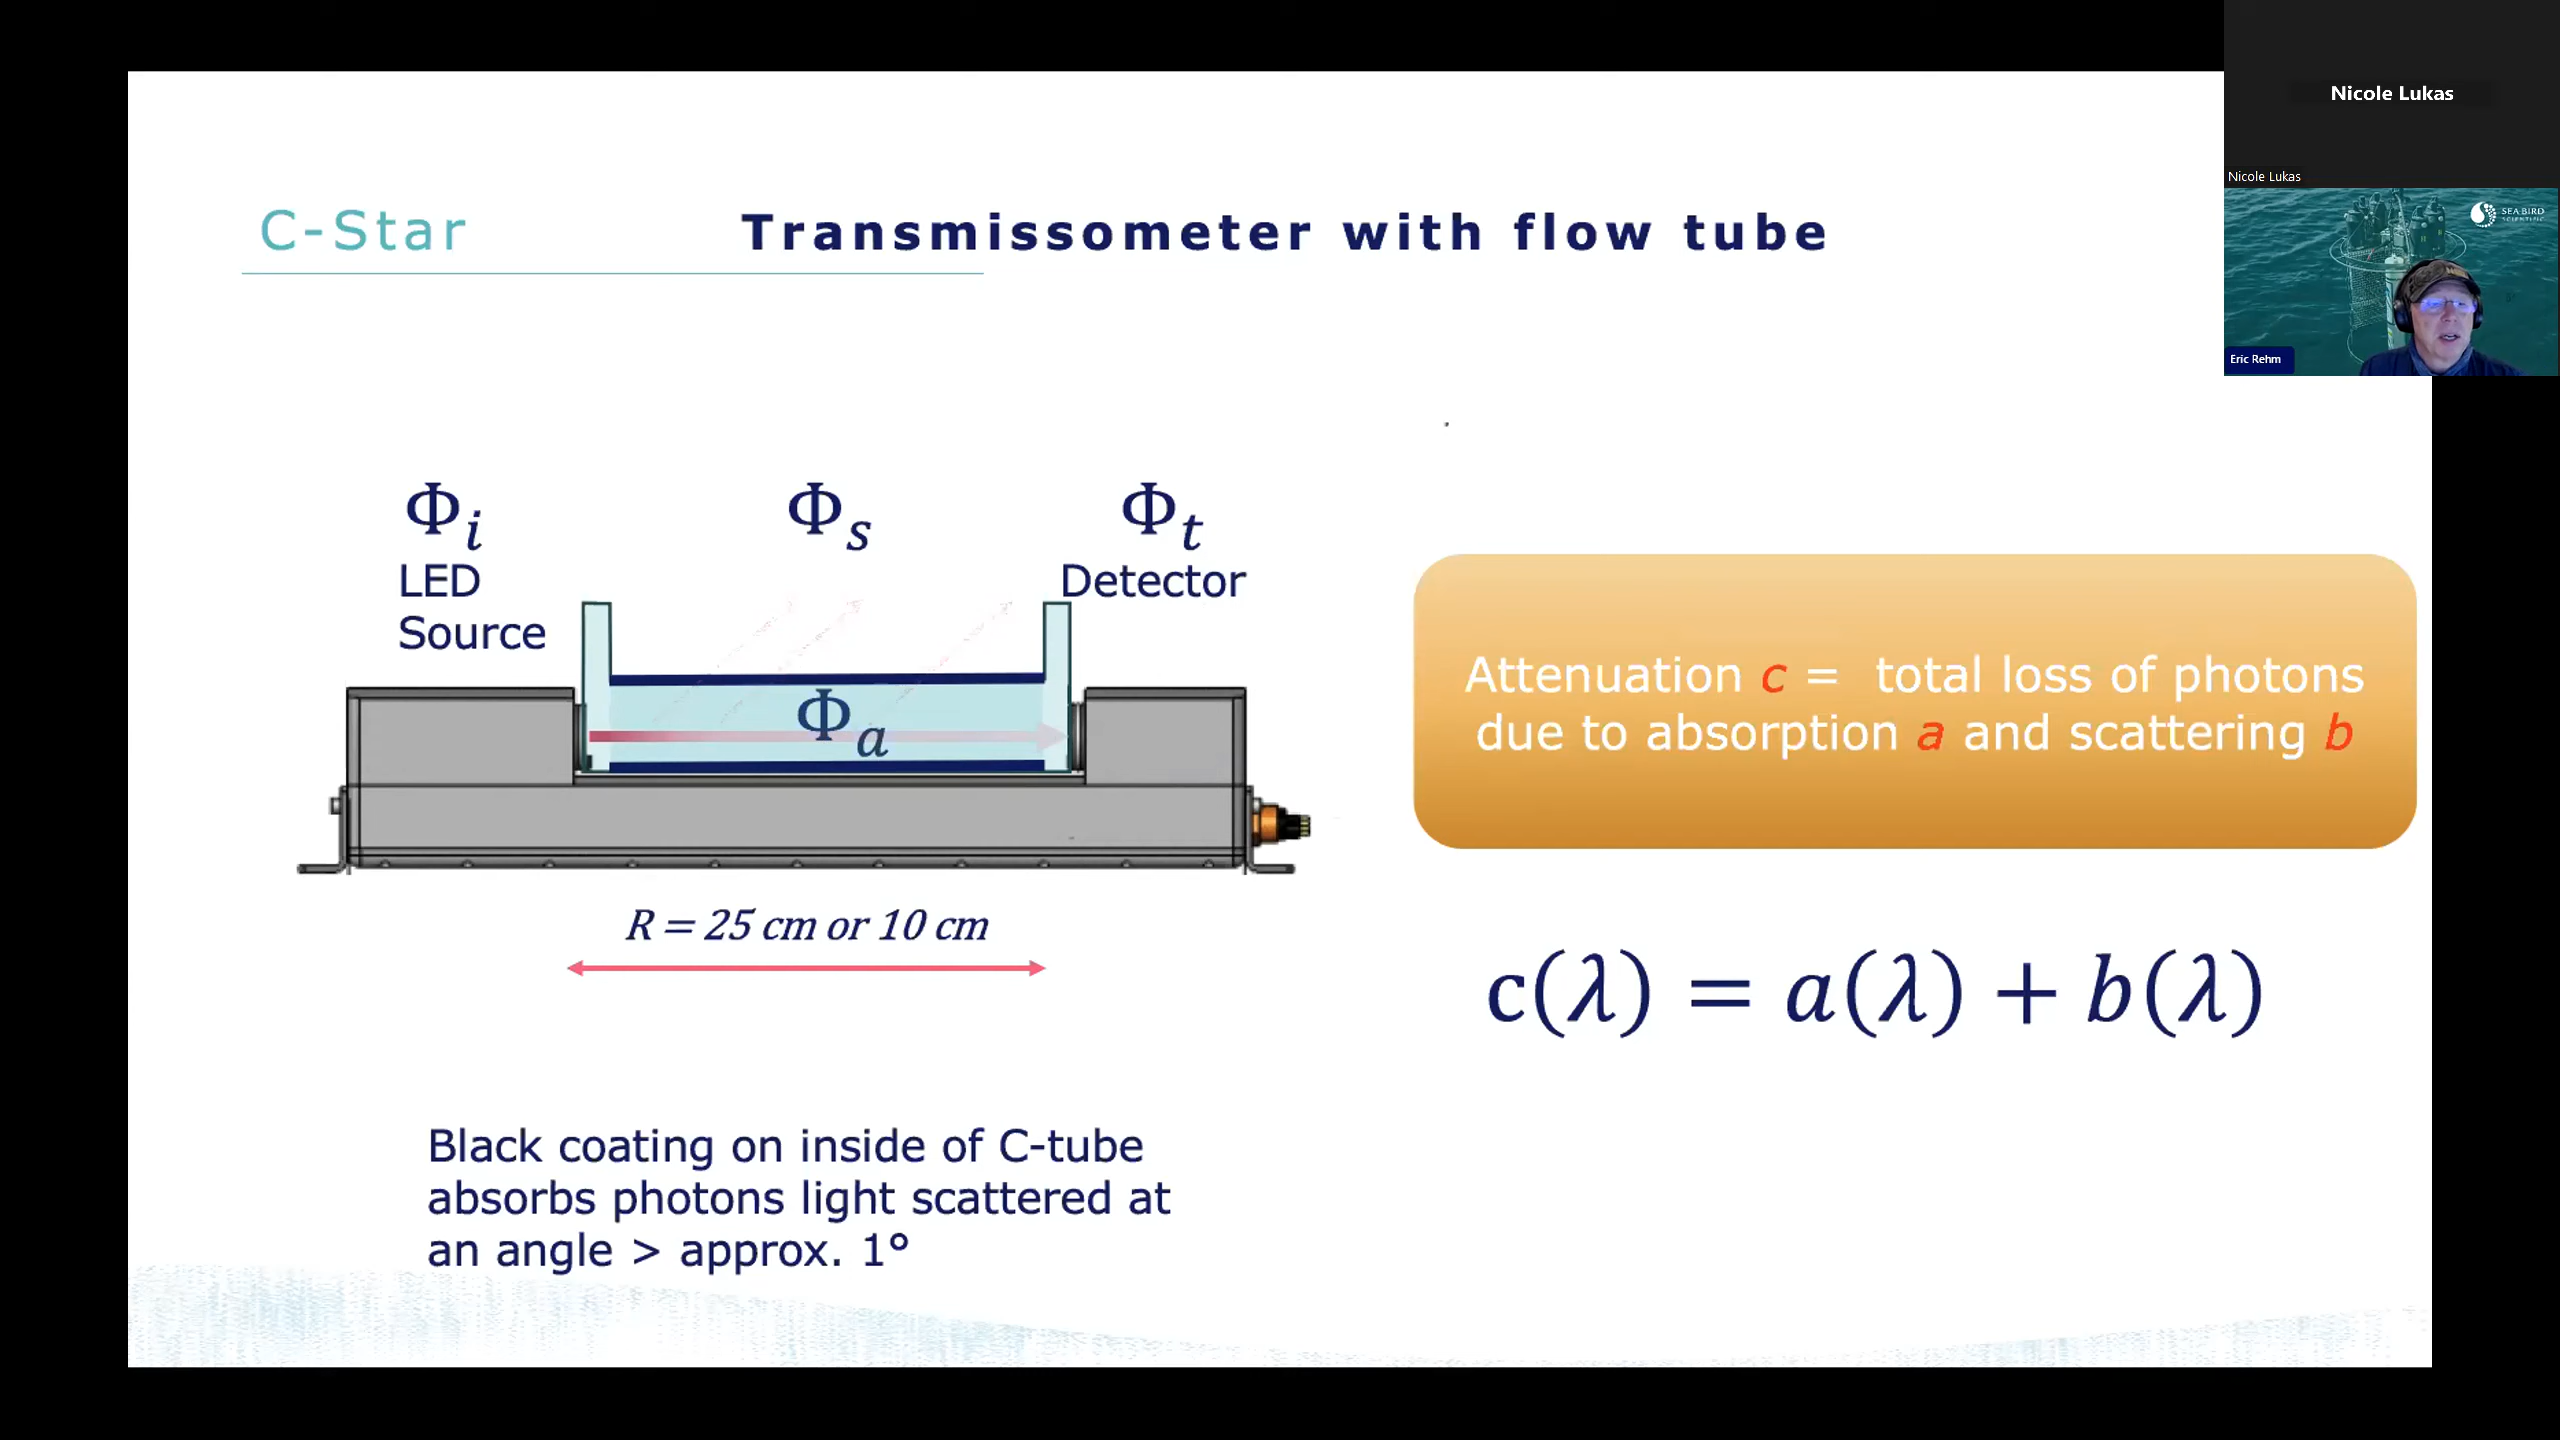 Nicole Lukas
Nicole Lukas
SEA·BIRD
SCIENTIFIC
Eric Rehm
C-Star
Transmissometer with flow tube
Φi
LED
Source
Φs
Φt
Detector
Φa
R = 25 cm or 10 cm
Black coating on inside of C-tube
absorbs photons light scattered at
an angle > approx. 1°
Attenuation c = total loss of photons
due to absorption a and scattering b
c(λ) = a(λ) + b(λ)